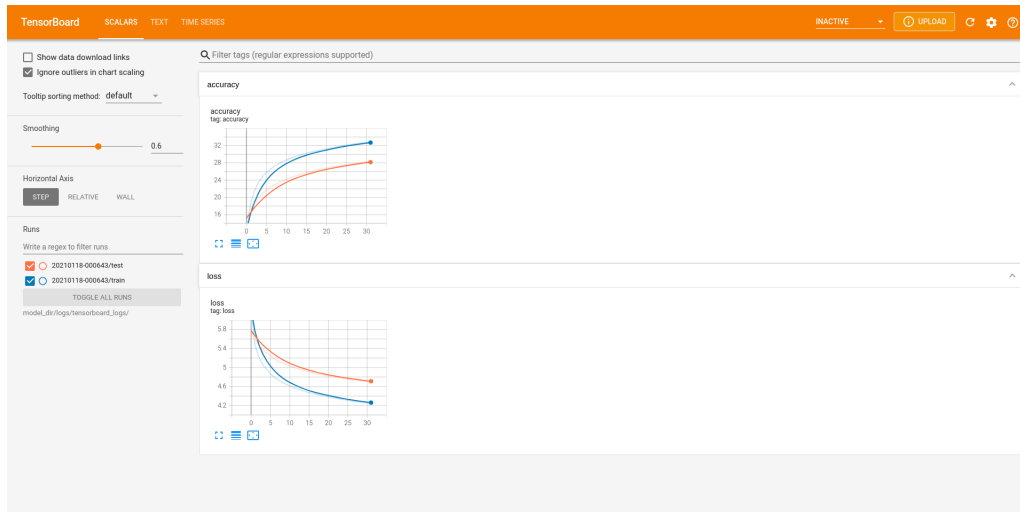 TensorBoard
SCALARS
TEXT
TIME SERIES
INACTIVE
UPLOAD
Show data download links
Ignore outliers in chart scaling
Tooltip sorting method: default
Smoothing
0.6
Horizontal Axis
STEP
RELATIVE
WALL
Runs
Write a regex to filter runs
20210118-000643/test
20210118-000643/train
TOGGLE ALL RUNS
model_dir/logs/tensorboard_logs/
Filter tags (regular expressions supported)
accuracy
accuracy
tag: accuracy
32
28
24
20
16
0 5 10 15 20 25 30
loss
loss
tag: loss
5.8
5.4
5
4.6
4.2
0 5 10 15 20 25 30